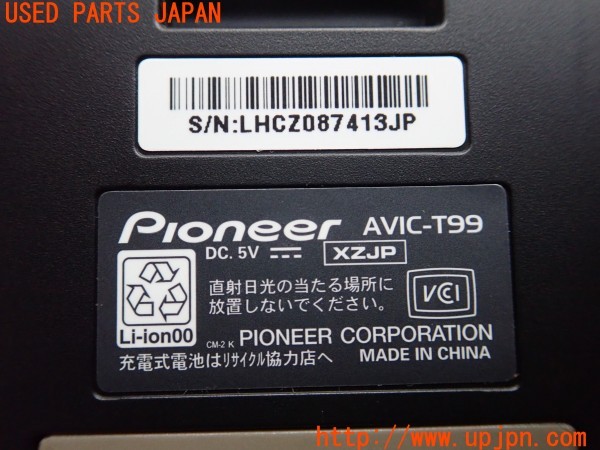 USED PARTS JAPAN
S/N:LHCZ087413JP
Pioneer AVIC-T99
DC. 5V XZJP
直射日光の当たる場所に
放置しないでください。
VCI
Li-ion00
CM-2 K PIONEER CORPORATION
充電式電池はリサイクル協力店へ MADE IN CHINA
http://www.upjpn.com